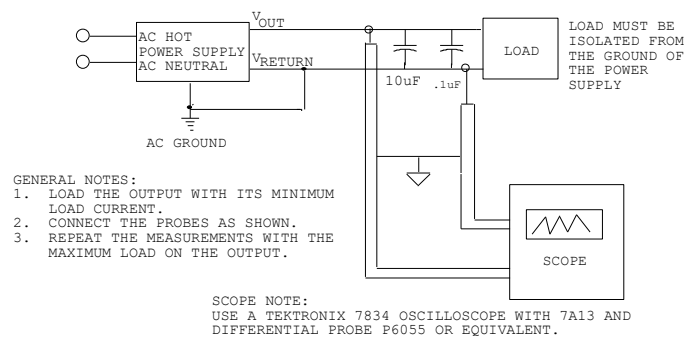 V OUT
AC HOT
POWER SUPPLY
AC NEUTRAL
V RETURN
10uF
.1uF
LOAD
LOAD MUST BE
ISOLATED FROM
THE GROUND OF
THE POWER
SUPPLY
AC GROUND
GENERAL NOTES:
1. LOAD THE OUTPUT WITH ITS MINIMUM
LOAD CURRENT.
2. CONNECT THE PROBES AS SHOWN.
3. REPEAT THE MEASUREMENTS WITH THE
MAXIMUM LOAD ON THE OUTPUT.
SCOPE
SCOPE NOTE:
USE A TEKTRONIX 7834 OSCILLOSCOPE WITH 7A13 AND
DIFFERENTIAL PROBE P6055 OR EQUIVALENT.